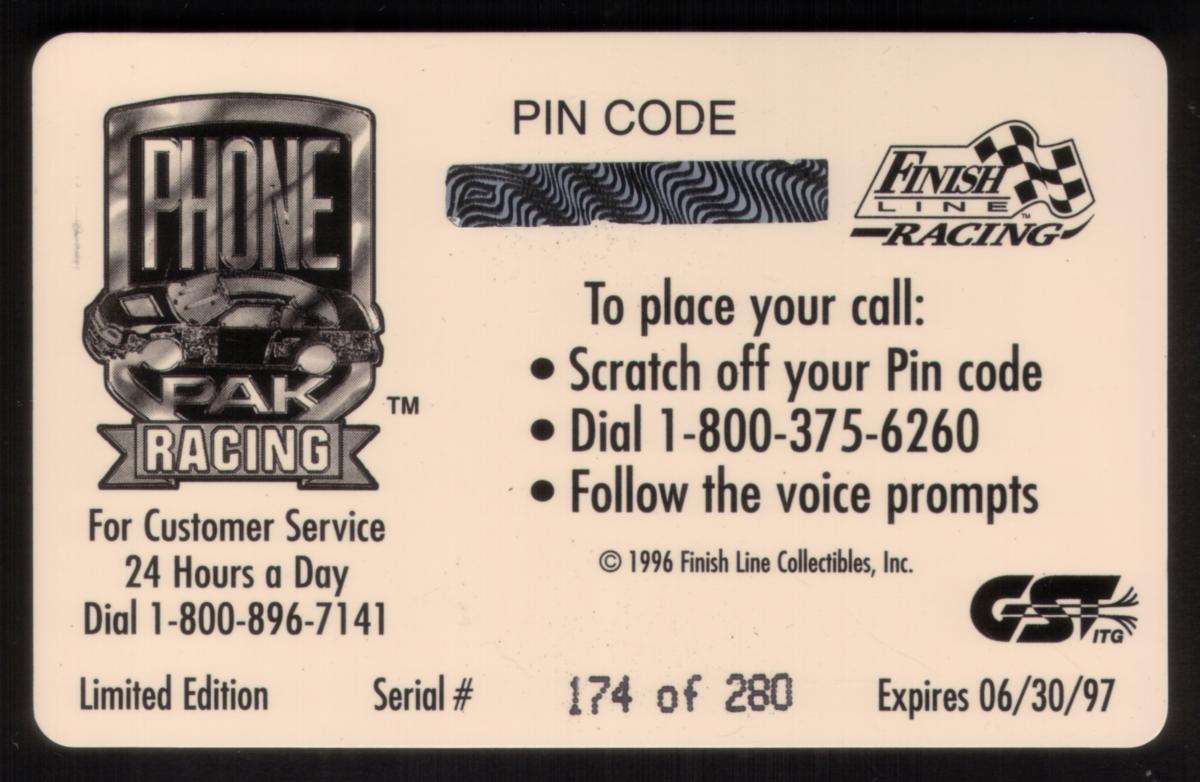 PHONE
PAK
RACING
TM
For Customer Service
24 Hours a Day
Dial 1-800-896-7141
PIN CODE
FINISH
LINE
TM
RACING
To place your call:
• Scratch off your Pin code
• Dial 1-800-375-6260
• Follow the voice prompts
© 1996 Finish Line Collectibles, Inc.
GST
ITG
Limited Edition Serial # 174 of 280 Expires 06/30/97